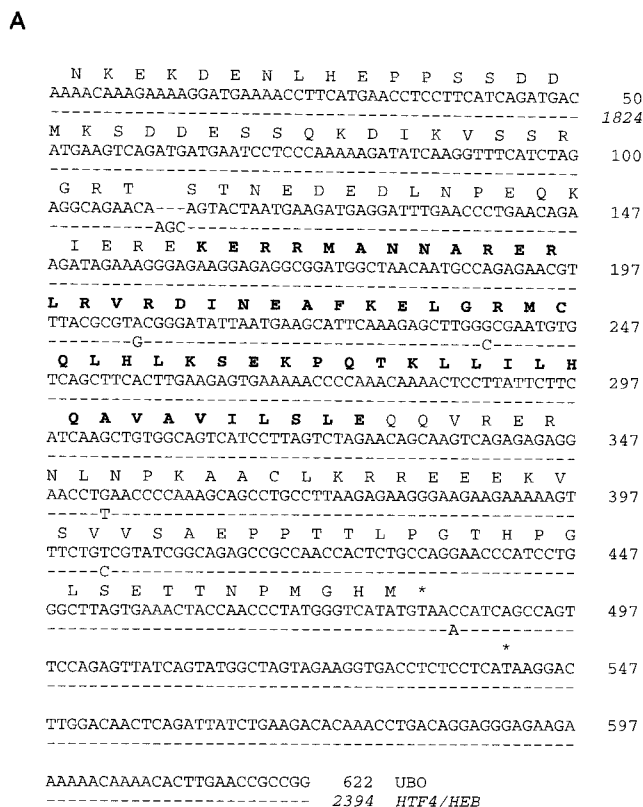 A
N K E K D E N L H E P P S S D D
AAAACAAAGAAAAGGATGAAAACCTTCATGAACCTCCTTCATCAGATGAC 50
-------------------------------------------------- 1824
M K S D D E S S Q K D I K V S S R
ATGAAGTCAGATGATGAATCCTCCCAAAAAGATATCAAGGTTTCATCTAG 100
--------------------------------------------------
G R T S T N E D E D L N P E Q K
AGGCAGAACA---AGTACTAATGAAGATGAGGATTTGAACCCTGAACAGA 147
----------AGC-------------------------------------
I E R E K E R R M A N N A R E R
AGATAGAAAGGGAGAAGGAGAGGCGGATGGCTAACAATGCCAGAGAACGT 197
--------------------------------------------------
L R V R D I N E A F K E L G R M C
TTACGCGTACGGGATATTAATGAAGCATTCAAAGAGCTTGGGCGAATGTG 247
--------G---------------------------------C-------
Q L H L K S E K P Q T K L L I L H
TCAGCTTCACTTGAAGAGTGAAAAACCCCAAACAAAACTCCTTATTCTTC 297
--------------------------------------------------
Q A V A V I L S L E Q Q V R E R
ATCAAGCTGTGGCAGTCATCCTTAGTCTAGAACAGCAAGTCAGAGAGAGG 347
--------------------------------------------------
N L N P K A A C L K R R E E E K V
AACCTGAACCCCAAAGCAGCCTGCCTTAAGAGAAGGGAAGAAGAAAAAGT 397
-----T--------------------------------------------
S V V S A E P P T T L P G T H P G
TTCTGTCGTATCGGCAGAGCCGCCAACCACTCTGCCAGGAACCCATCCTG 447
-----C--------------------------------------------
L S E T T N P M G H M *
GGCTTAGTGAAACTACCAACCCTATGGGTCATATGTAACCATCAGCCAGT 497
--------------------------------------A-----------
*
TCCAGAGTTATCAGTATGGCTAGTAGAAGGTGACCTCTCCTCATAAGGAC 547
--------------------------------------------------
TTGGACAACTCAGATTATCTGAAGACACAAACCTGACAGGAGGGAGAAGA 597
--------------------------------------------------
AAAAACAAAACACTTGAACCGCCGG 622 UBO
------------------------- 2394 HTF4/HEB